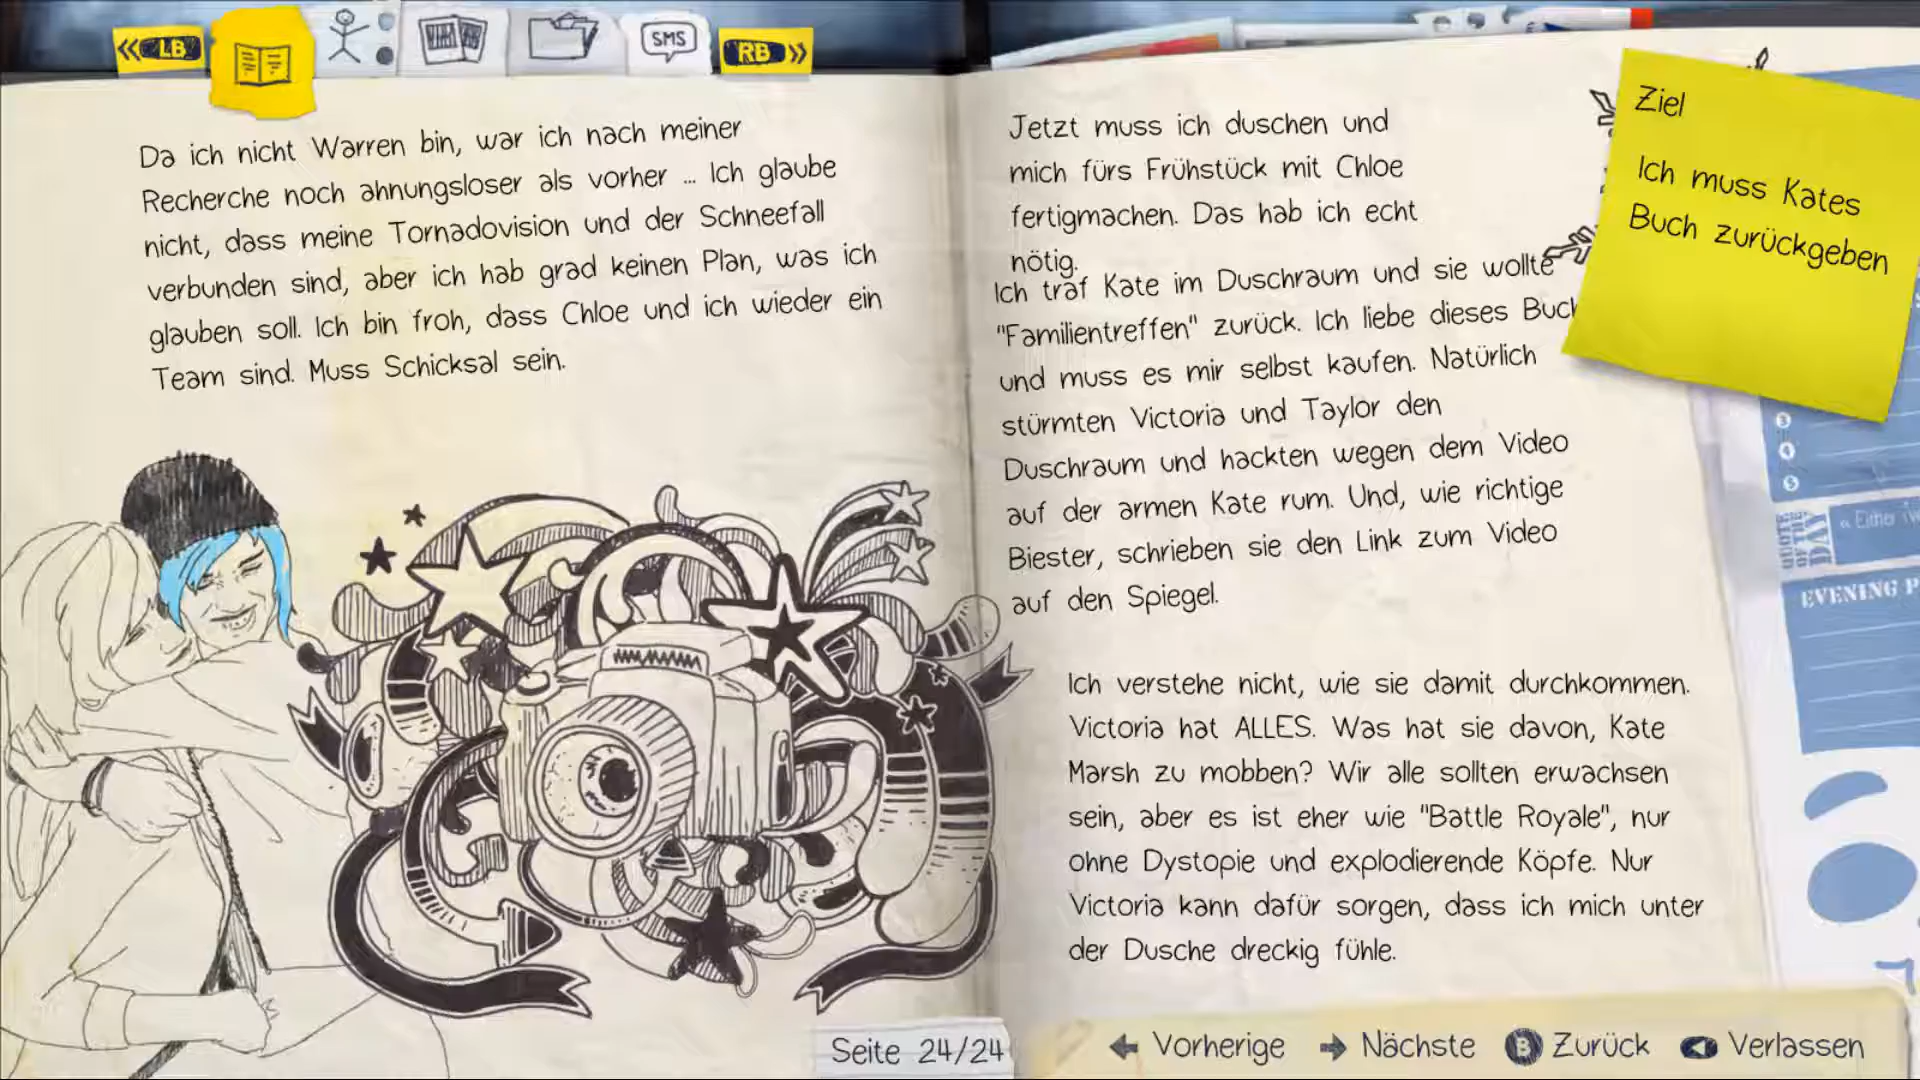 LB
SMS
RB
Da ich nicht Warren bin, war ich nach meiner
Recherche noch ahnungsloser als vorher ... Ich glaube
nicht, dass meine Tornadovision und der Schneefall
verbunden sind, aber ich hab grad keinen Plan, was ich
glauben soll. Ich bin froh, dass Chloe und ich wieder ein
Team sind. Muss Schicksal sein.
Jetzt muss ich duschen und
mich fürs Frühstück mit Chloe
fertigmachen. Das hab ich echt
nötig.
Ich traf Kate im Duschraum und sie wollte
"Familientreffen" zurück. Ich liebe dieses Buch
und muss es mir selbst kaufen. Natürlich
stürmten Victoria und Taylor den
Duschraum und hackten wegen dem Video
auf der armen Kate rum. Und, wie richtige
Biester, schrieben sie den Link zum Video
auf den Spiegel.
Ich verstehe nicht, wie sie damit durchkommen.
Victoria hat ALLES. Was hat sie davon, Kate
Marsh zu mobben? Wir alle sollten erwachsen
sein, aber es ist eher wie "Battle Royale", nur
ohne Dystopie und explodierende Köpfe. Nur
Victoria kann dafür sorgen, dass ich mich unter
der Dusche dreckig fühle.
Ziel
Ich muss Kates
Buch zurückgeben
3
4
5
« Either
DAY
EVENING P
Seite 24/24
Vorherige
Nächste
B Zurück
Verlassen